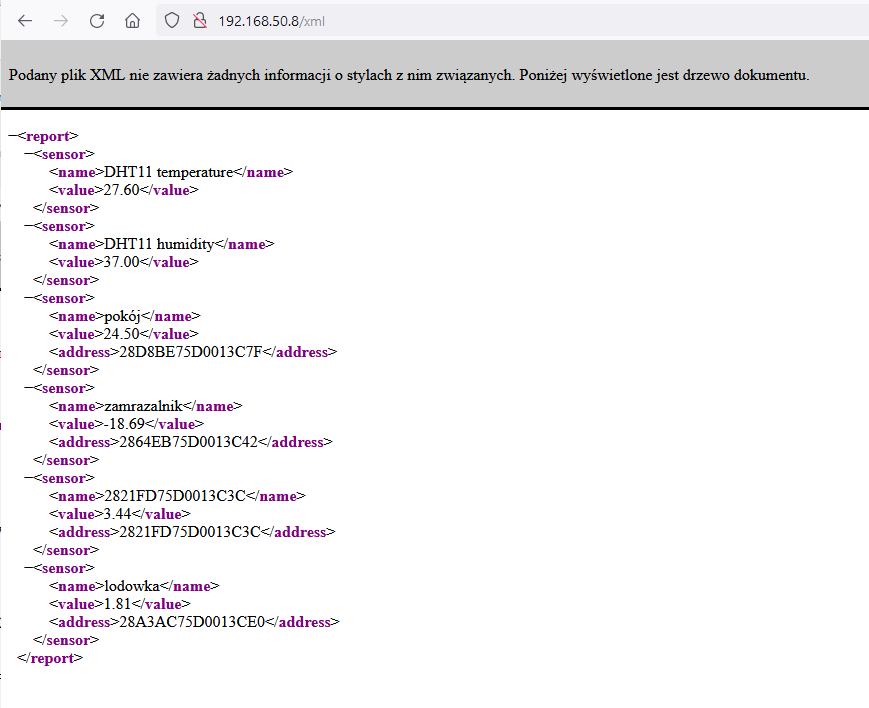 192.168.50.8/xml
Podany plik XML nie zawiera żadnych informacji o stylach z nim związanych. Poniżej wyświetlone jest drzewo dokumentu.
−<report>
−<sensor>
<name>DHT11 temperature</name>
<value>27.60</value>
</sensor>
−<sensor>
<name>DHT11 humidity</name>
<value>37.00</value>
</sensor>
−<sensor>
<name>pokój</name>
<value>24.50</value>
<address>28D8BE75D0013C7F</address>
</sensor>
−<sensor>
<name>zamrazalnik</name>
<value>-18.69</value>
<address>2864EB75D0013C42</address>
</sensor>
−<sensor>
<name>2821FD75D0013C3C</name>
<value>3.44</value>
<address>2821FD75D0013C3C</address>
</sensor>
−<sensor>
<name>lodowka</name>
<value>1.81</value>
<address>28A3AC75D0013CE0</address>
</sensor>
</report>